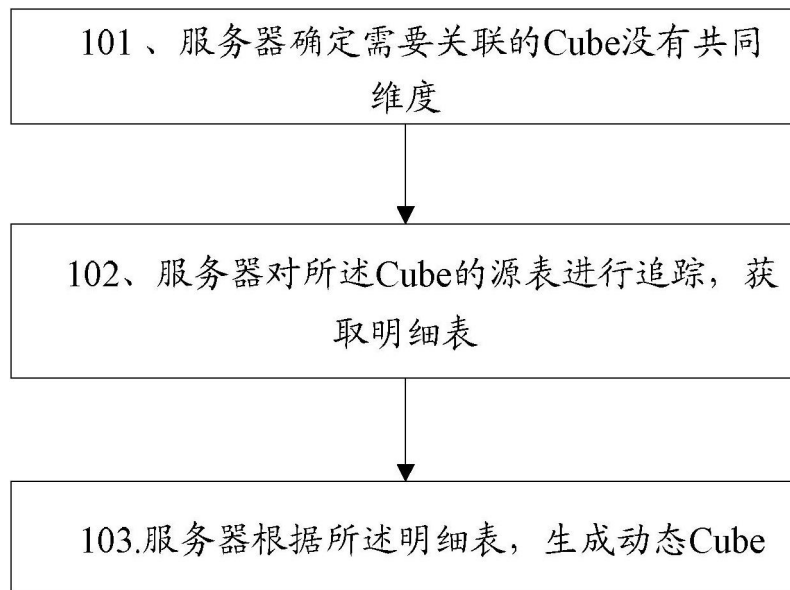 101、服务器确定需要关联的Cube没有共同
维度
102、服务器对所述Cube的源表进行追踪，获
取明细表
103.服务器根据所述明细表，生成动态Cube